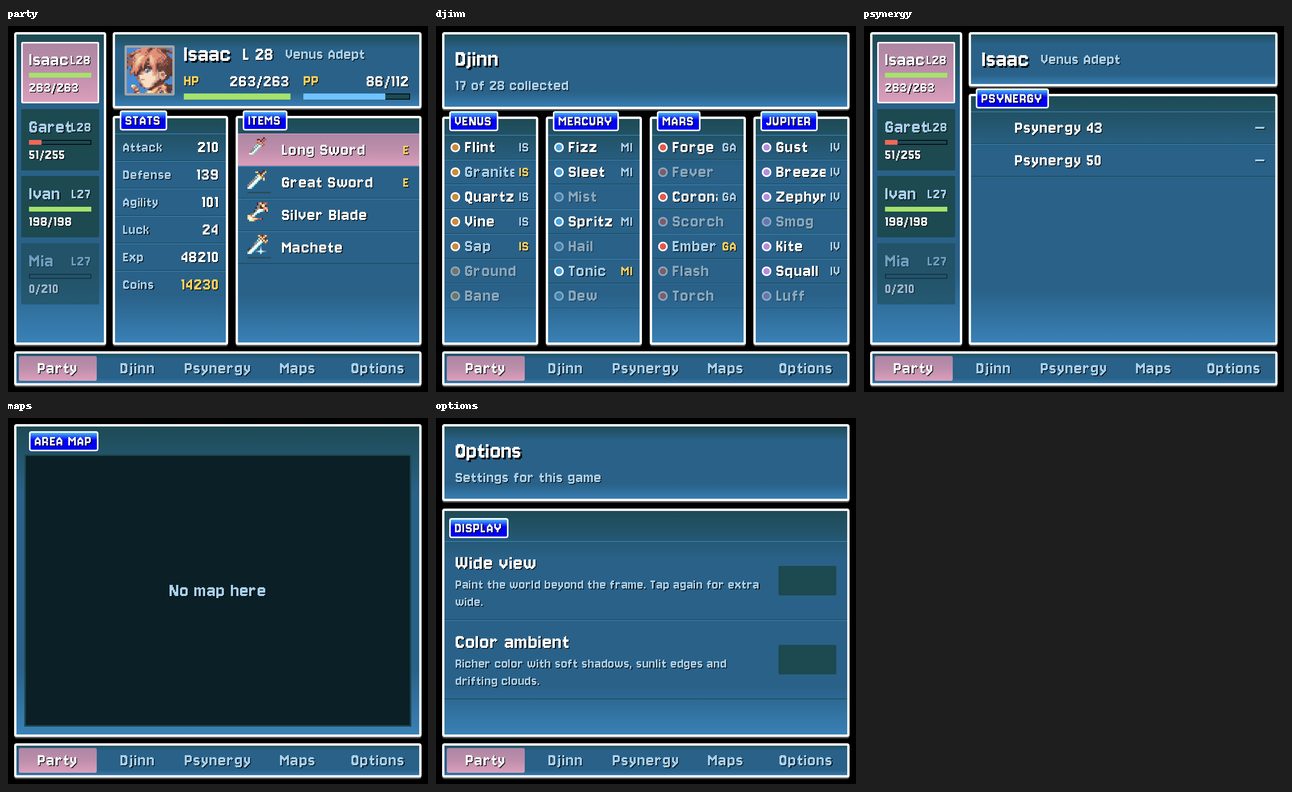 party
Isaac L28
263/263
Garet L28
51/255
Ivan L27
198/198
Mia L27
0/210
Isaac L 28 Venus Adept
HP 263/263 PP 86/112
STATS
Attack 210
Defense 139
Agility 101
Luck 24
Exp 48210
Coins 14230
ITEMS
Long Sword E
Great Sword E
Silver Blade
Machete
Party Djinn Psynergy Maps Options
djinn
Djinn
17 of 28 collected
VENUS
Flint IS
Granite IS
Quartz IS
Vine IS
Sap IS
Ground
Bane
MERCURY
Fizz MI
Sleet MI
Mist
Spritz MI
Hail
Tonic MI
Dew
MARS
Forge GA
Fever
Coron GA
Scorch
Ember GA
Flash
Torch
JUPITER
Gust IV
Breeze IV
Zephyr IV
Smog
Kite IV
Squall IV
Luff
Party Djinn Psynergy Maps Options
psynergy
Isaac L28
263/263
Garet L28
51/255
Ivan L27
198/198
Mia L27
0/210
Isaac Venus Adept
PSYNERGY
Psynergy 43 —
Psynergy 50 —
Party Djinn Psynergy Maps Options
maps
AREA MAP
No map here
Party Djinn Psynergy Maps Options
options
Options
Settings for this game
DISPLAY
Wide view
Paint the world beyond the frame. Tap again for extra
wide.
Color ambient
Richer color with soft shadows, sunlit edges and
drifting clouds.
Party Djinn Psynergy Maps Options